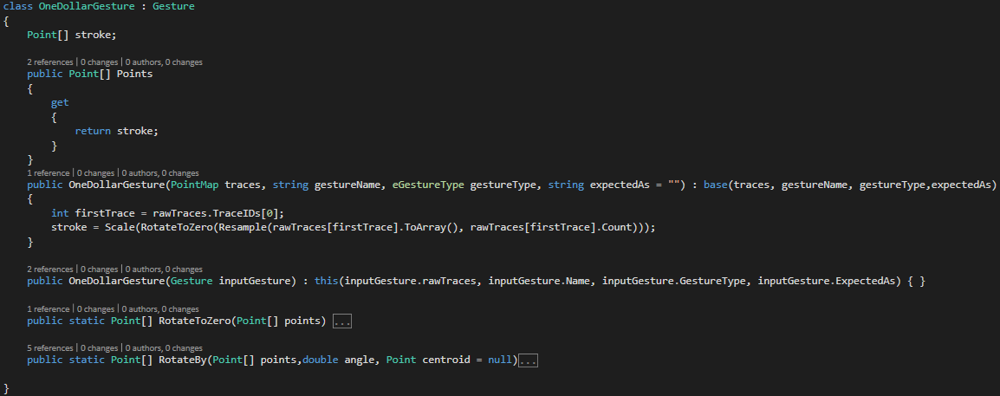 class OneDollarGesture : Gesture
{
    Point[] stroke;

    2 references | 0 changes | 0 authors, 0 changes
    public Point[] Points
    {
        get
        {
            return stroke;
        }
    }
    1 reference | 0 changes | 0 authors, 0 changes
    public OneDollarGesture(PointMap traces, string gestureName, eGestureType gestureType, string expectedAs = "") : base(traces, gestureName, gestureType,expectedAs)
    {
        int firstTrace = rawTraces.TraceIDs[0];
        stroke = Scale(RotateToZero(Resample(rawTraces[firstTrace].ToArray(), rawTraces[firstTrace].Count)));
    }

    2 references | 0 changes | 0 authors, 0 changes
    public OneDollarGesture(Gesture inputGesture) : this(inputGesture.rawTraces, inputGesture.Name, inputGesture.GestureType, inputGesture.ExpectedAs) { }

    1 reference | 0 changes | 0 authors, 0 changes
    public static Point[] RotateToZero(Point[] points) ...

    5 references | 0 changes | 0 authors, 0 changes
    public static Point[] RotateBy(Point[] points,double angle, Point centroid = null)...

}